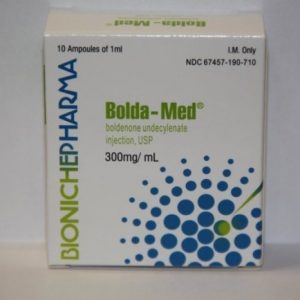 10 Ampoules of 1ml
I.M. Only
NDC 67457-190-710
BIONICHEPHARMA
Bolda-Med®
boldenone undecylenate
injection, USP
300mg/ mL